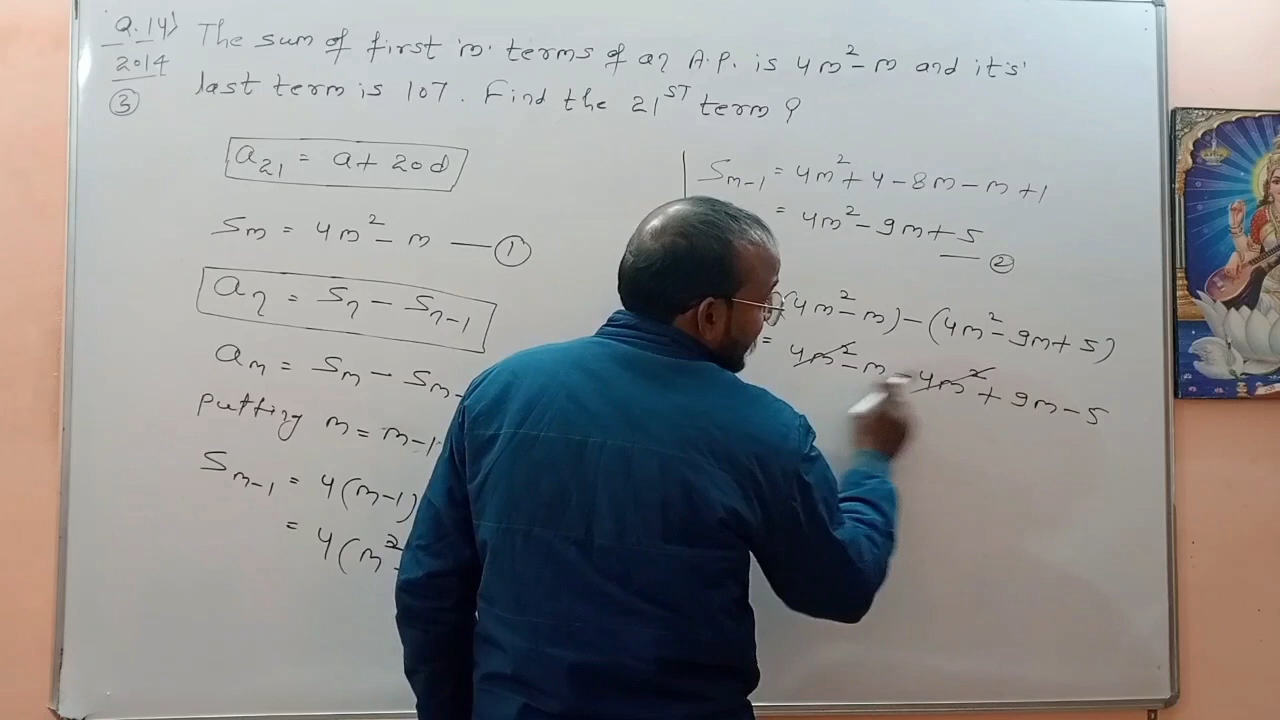 Q.14) The sum of first 'm' terms of an A.P. is 4m² - m and it's
2014 last term is 107. Find the 21ST term ?
③
a₂₁ = a + 20d
Sm = 4m² - m — ①
an = Sn - Sn-1
am = Sm - Sm-
Putting m = m-1
Sm-1 = 4(m-1)
= 4(m²-
Sm-1 = 4m² + 4 - 8m - m + 1
= 4m² - 9m + 5 — ②
(4m² - m) - (4m² - 9m + 5)
= 4m² - m - 4m² + 9m - 5